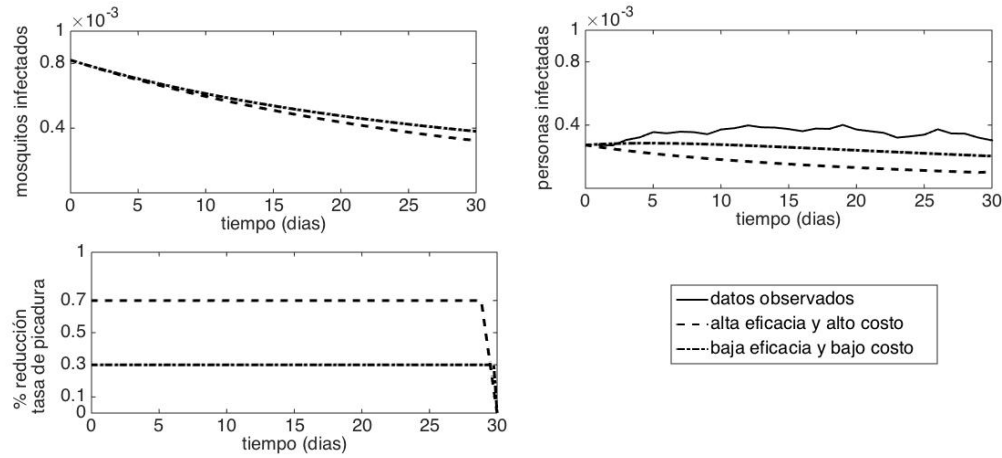 ×10⁻³
1
0.8
0.4
mosquitos infectados
0 5 10 15 20 25 30
tiempo (dias)
×10⁻³
1
0.8
0.4
personas infectadas
0 5 10 15 20 25 30
tiempo (dias)
1
0.7
0.5
0.3
0.1
0
% reducción
tasa de picadura
0 5 10 15 20 25 30
tiempo (dias)
datos observados
alta eficacia y alto costo
baja eficacia y bajo costo